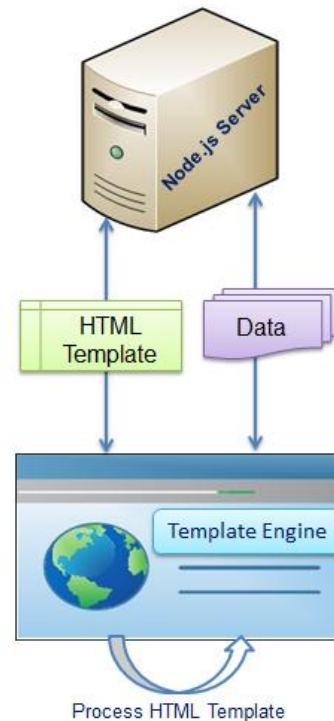 Node.js Server
HTML
Template
Data
Template Engine
Process HTML Template